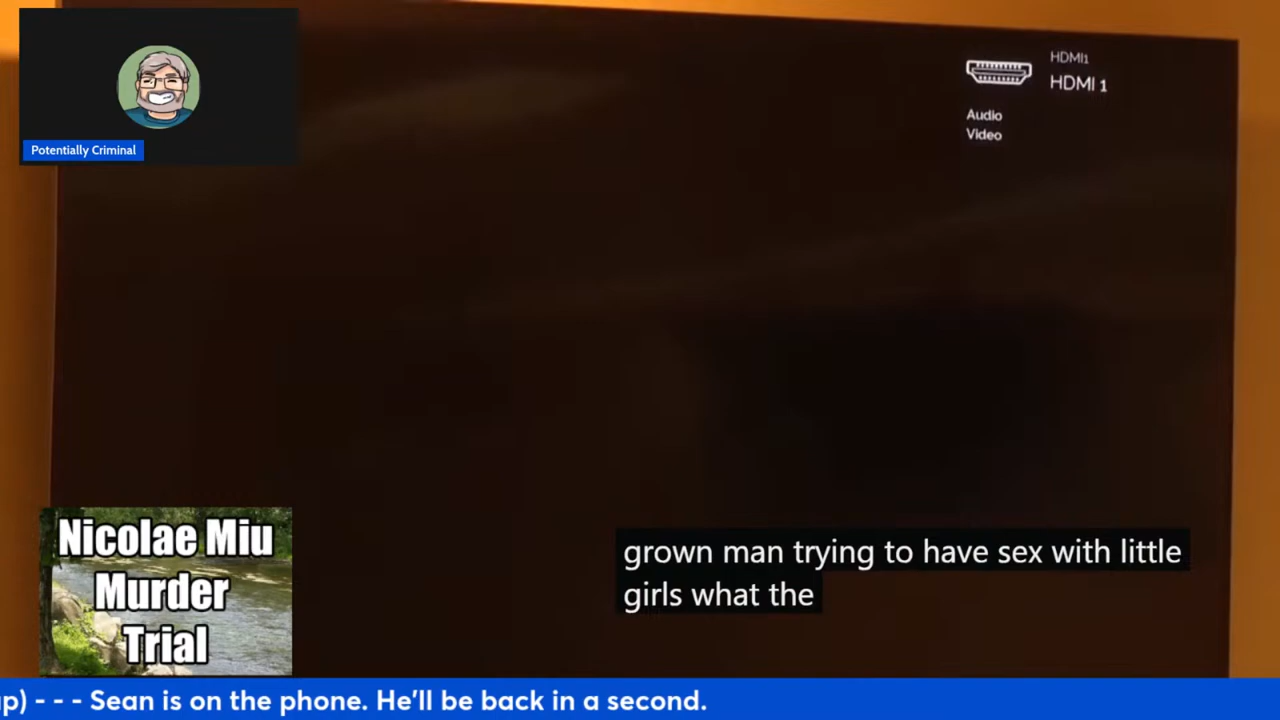 HDMI1
HDMI 1
Audio
Video
Potentially Criminal
Nicolae Miu
Murder
Trial
grown man trying to have sex with little
girls what the
p) - - - Sean is on the phone. He'll be back in a second.